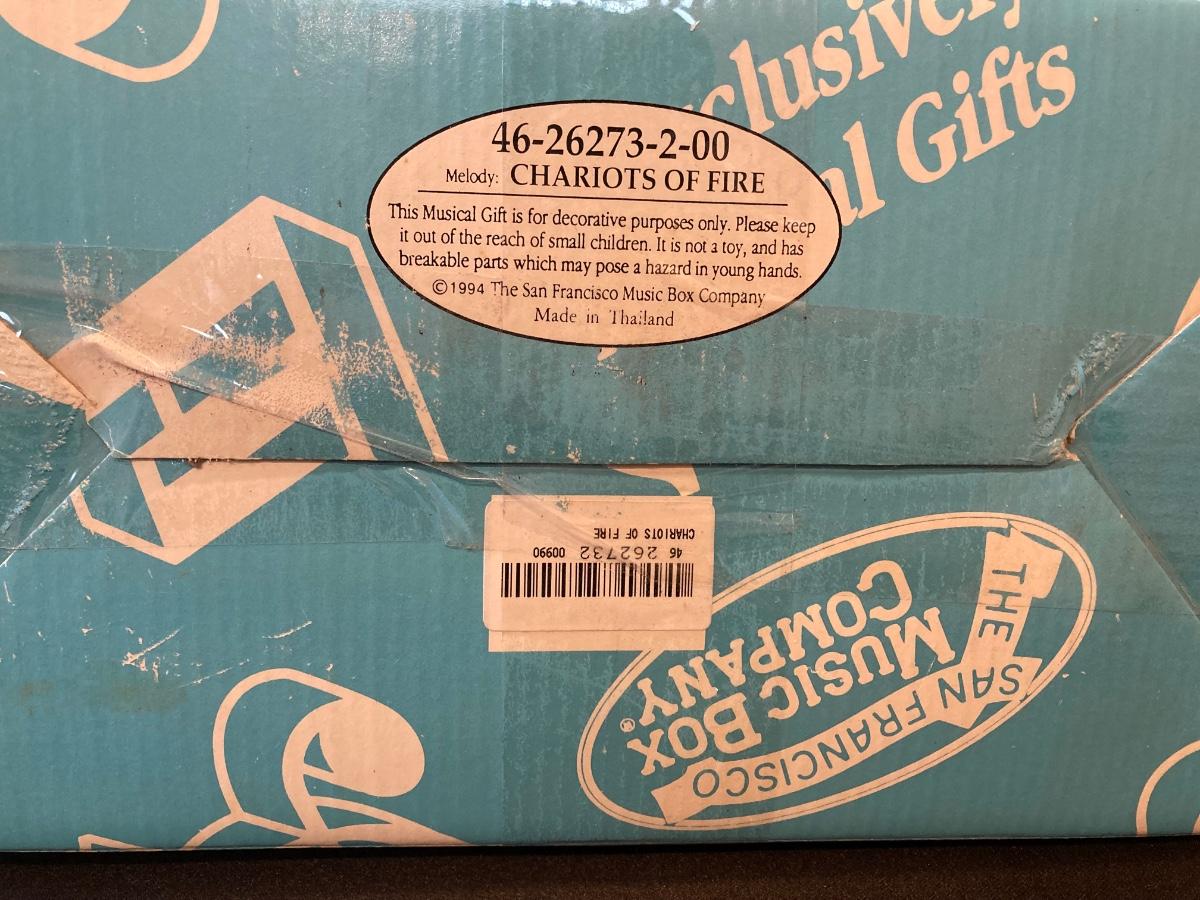 clusively
al Gifts
46-26273-2-00
Melody: CHARIOTS OF FIRE
This Musical Gift is for decorative purposes only. Please keep
it out of the reach of small children. It is not a toy, and has
breakable parts which may pose a hazard in young hands.
©1994 The San Francisco Music Box Company
Made in Thailand
CHARIOTS OF FIRE
46 262732 00990
THE
SAN FRANCISCO
MUSIC BOX
COMPANY®